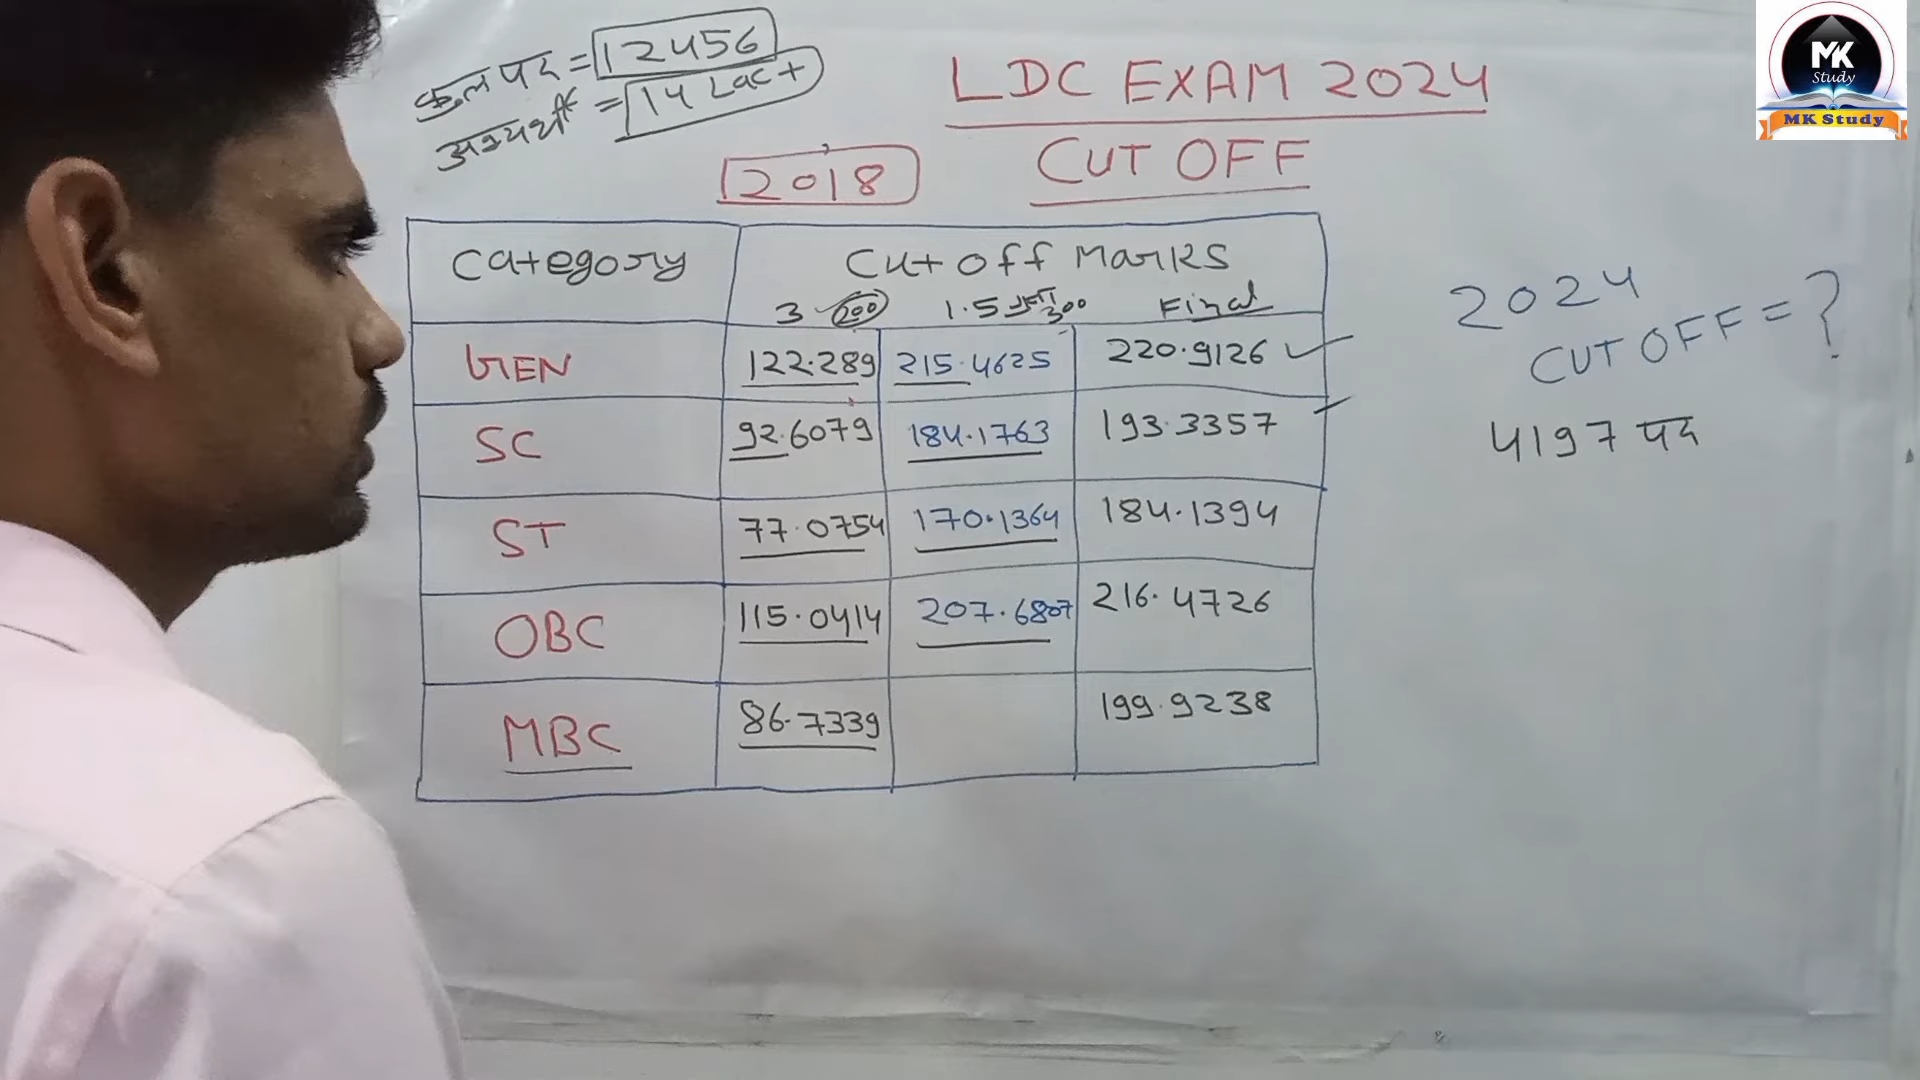 कुल पद = 12456
अभ्यर्थी = 14 Lac+
LDC EXAM 2024
CUT OFF
2018
MK
Study
MK Study
Category
Cut off Marks
3 200 1.5 गुना 300 Final
GEN 122.289 215.4625 220.9126
SC 92.6079 184.1763 193.3357
ST 77.0754 170.1364 184.1394
OBC 115.0414 207.6807 216.4726
MBC 86.7339 199.9238
2024
CUT OFF = ?
4197 पद